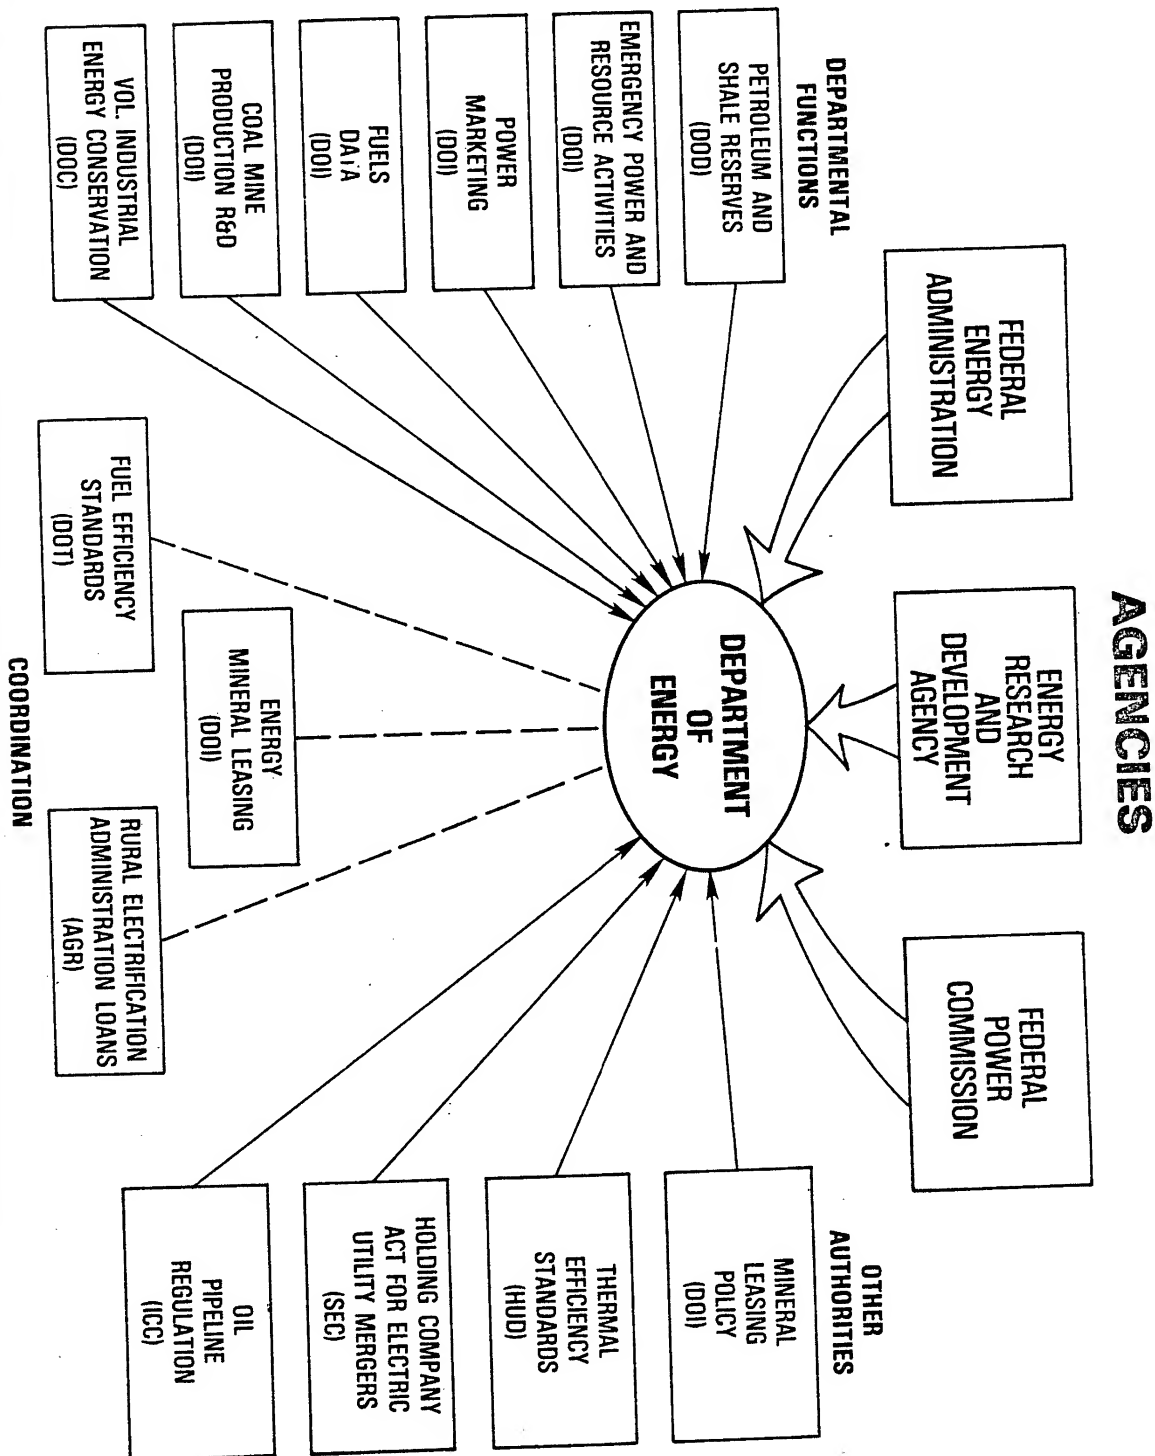 AGENCIES
FEDERAL
ENERGY
ADMINISTRATION
ENERGY
RESEARCH
AND
DEVELOPMENT
AGENCY
FEDERAL
POWER
COMMISSION
DEPARTMENTAL
FUNCTIONS
PETROLEUM AND
SHALE RESERVES
(DOD)
EMERGENCY POWER AND
RESOURCE ACTIVITIES
(DOI)
POWER
MARKETING
(DOI)
FUELS
DATA
(DOI)
COAL MINE
PRODUCTION R&D
(DOI)
VOL. INDUSTRIAL
ENERGY CONSERVATION
(DOC)
DEPARTMENT
OF
ENERGY
OTHER
AUTHORITIES
MINERAL
LEASING
POLICY
(DOI)
THERMAL
EFFICIENCY
STANDARDS
(HUD)
HOLDING COMPANY
ACT FOR ELECTRIC
UTILITY MERGERS
(SEC)
OIL
PIPELINE
REGULATION
(ICC)
FUEL EFFICIENCY
STANDARDS
(DOT)
ENERGY
MINERAL LEASING
(DOI)
RURAL ELECTRIFICATION
ADMINISTRATION LOANS
(AGR)
COORDINATION